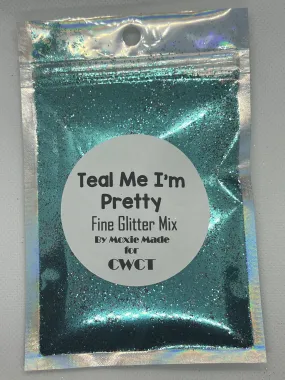 Teal Me I'm
Pretty
Fine Glitter Mix
By Moxie Made
for
CWCT